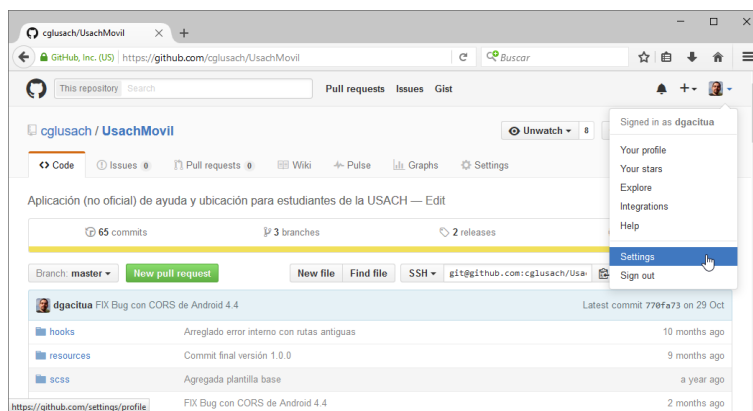 cglusach/UsachMovil
GitHub, Inc. (US) https://github.com/cglusach/UsachMovil Buscar
This repository Search Pull requests Issues Gist
cglusach / UsachMovil Unwatch 8
Signed in as dgacitua
Your profile
Your stars
Explore
Integrations
Help
Settings
Sign out
Code Issues 0 Pull requests 0 Wiki Pulse Graphs Settings
Aplicación (no oficial) de ayuda y ubicación para estudiantes de la USACH — Edit
65 commits 3 branches 2 releases
Branch: master New pull request New file Find file SSH git@github.com:cglusach/Usa
dgacitua FIX Bug con CORS de Android 4.4 Latest commit 770fa73 on 29 Oct
hooks Arreglado error interno con rutas antiguas 10 months ago
resources Commit final versión 1.0.0 9 months ago
scss Agregada plantilla base a year ago
FIX Bug con CORS de Android 4.4 2 months ago
https://github.com/settings/profile